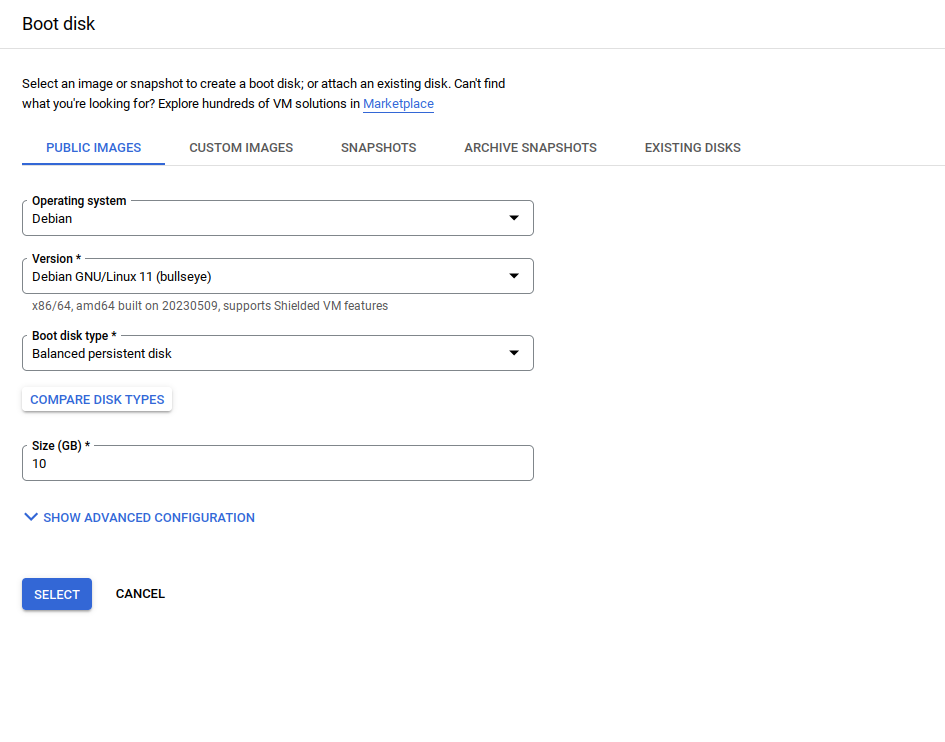 Boot disk
Select an image or snapshot to create a boot disk; or attach an existing disk. Can't find
what you're looking for? Explore hundreds of VM solutions in Marketplace
PUBLIC IMAGES CUSTOM IMAGES SNAPSHOTS ARCHIVE SNAPSHOTS EXISTING DISKS
Operating system
Debian
Version *
Debian GNU/Linux 11 (bullseye)
x86/64, amd64 built on 20230509, supports Shielded VM features
Boot disk type *
Balanced persistent disk
COMPARE DISK TYPES
Size (GB) *
10
SHOW ADVANCED CONFIGURATION
SELECT CANCEL